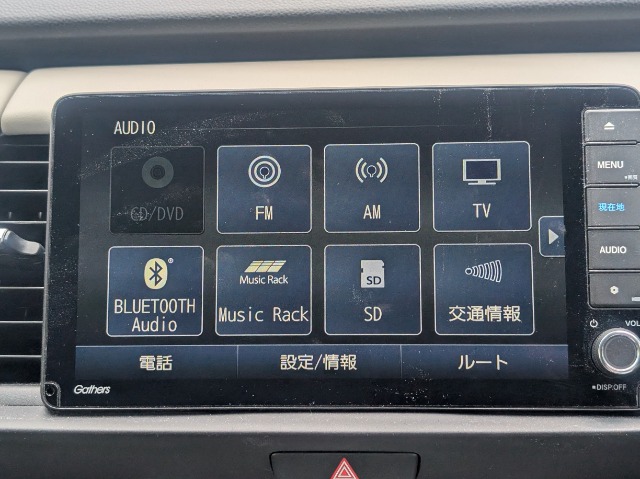 AUDIO
CD/DVD
FM
AM
TV
BLUETOOTH
Audio
Music Rack
Music Rack
SD
SD
交通情報
電話
設定/情報
ルート
Gathers
MENU
現在地
AUDIO
VOL
DISP.OFF